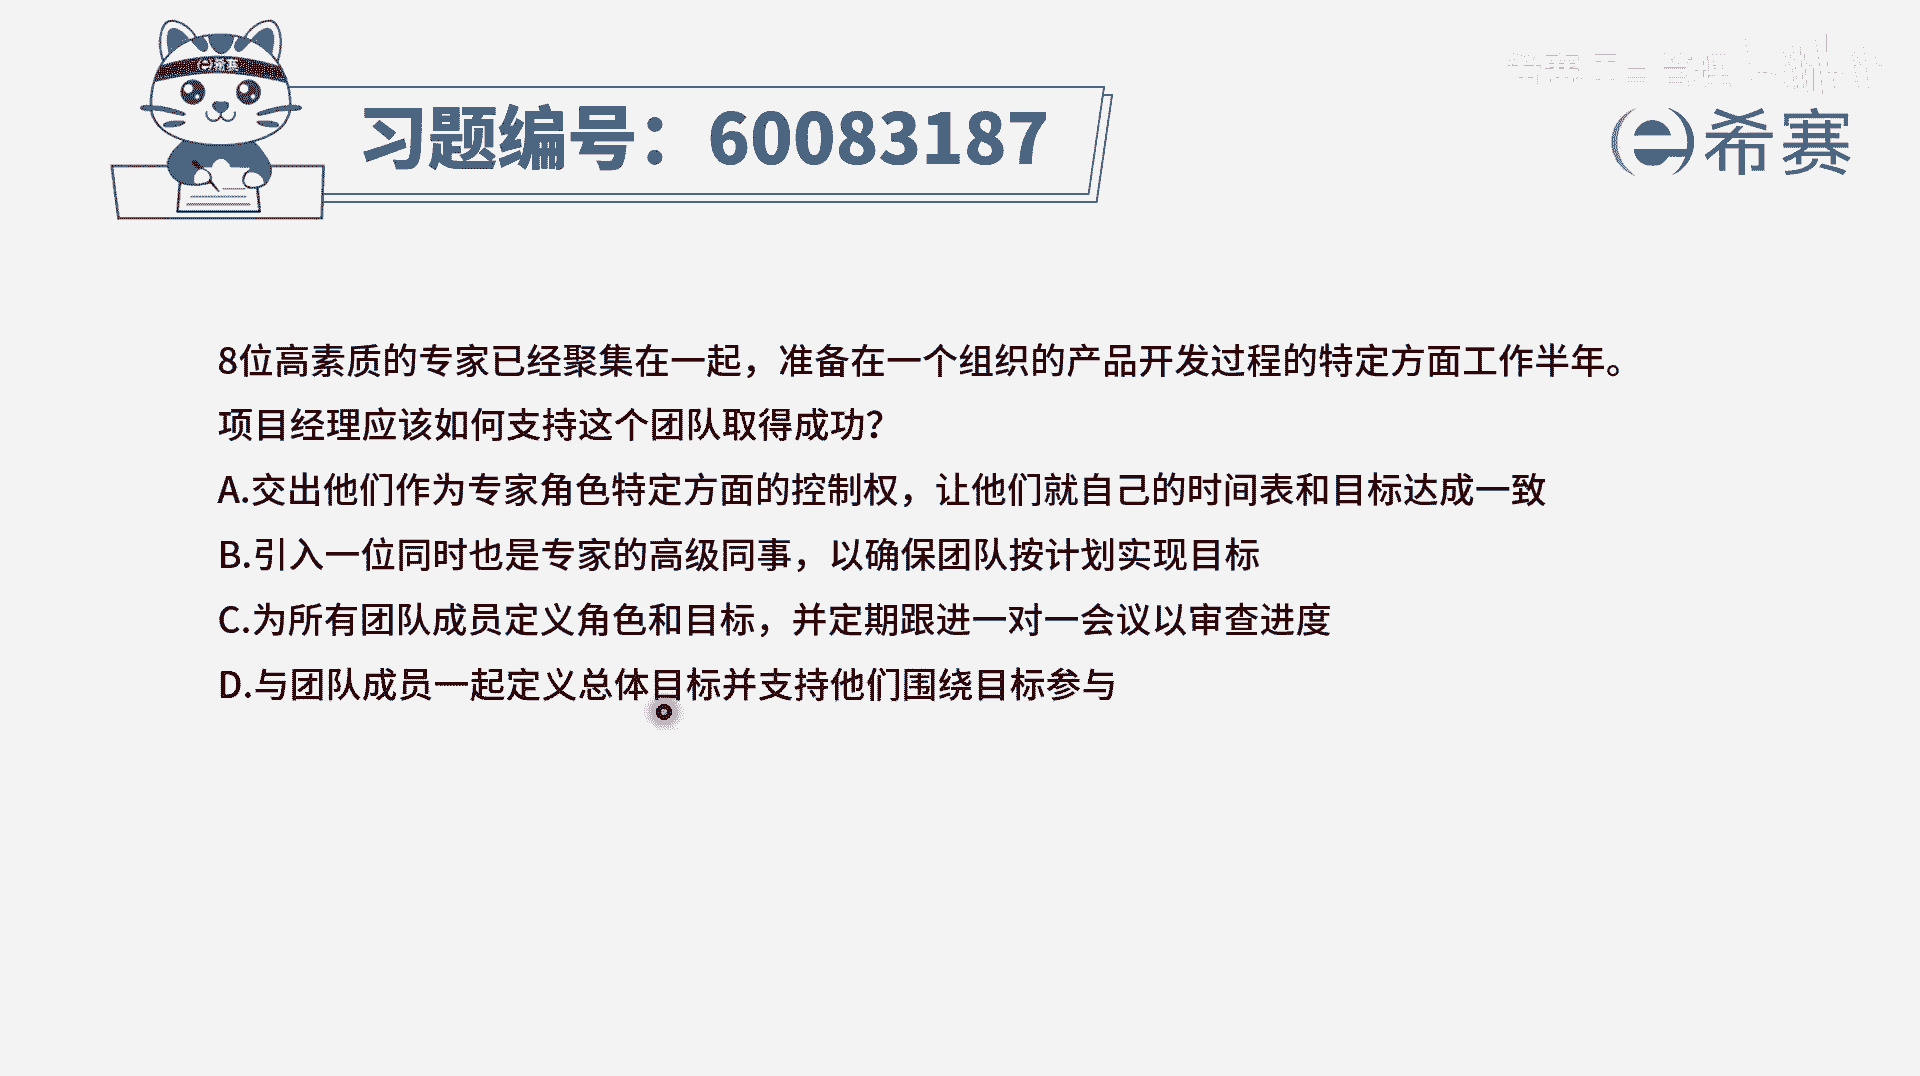 希赛
习题编号：60083187
希赛
8位高素质的专家已经聚集在一起，准备在一个组织的产品开发过程的特定方面工作半年。
项目经理应该如何支持这个团队取得成功？
A.交出他们作为专家角色特定方面的控制权，让他们就自己的时间表和目标达成一致
B.引入一位同时也是专家的高级同事，以确保团队按计划实现目标
C.为所有团队成员定义角色和目标，并定期跟进一对一会议以审查进度
D.与团队成员一起定义总体目标并支持他们围绕目标参与